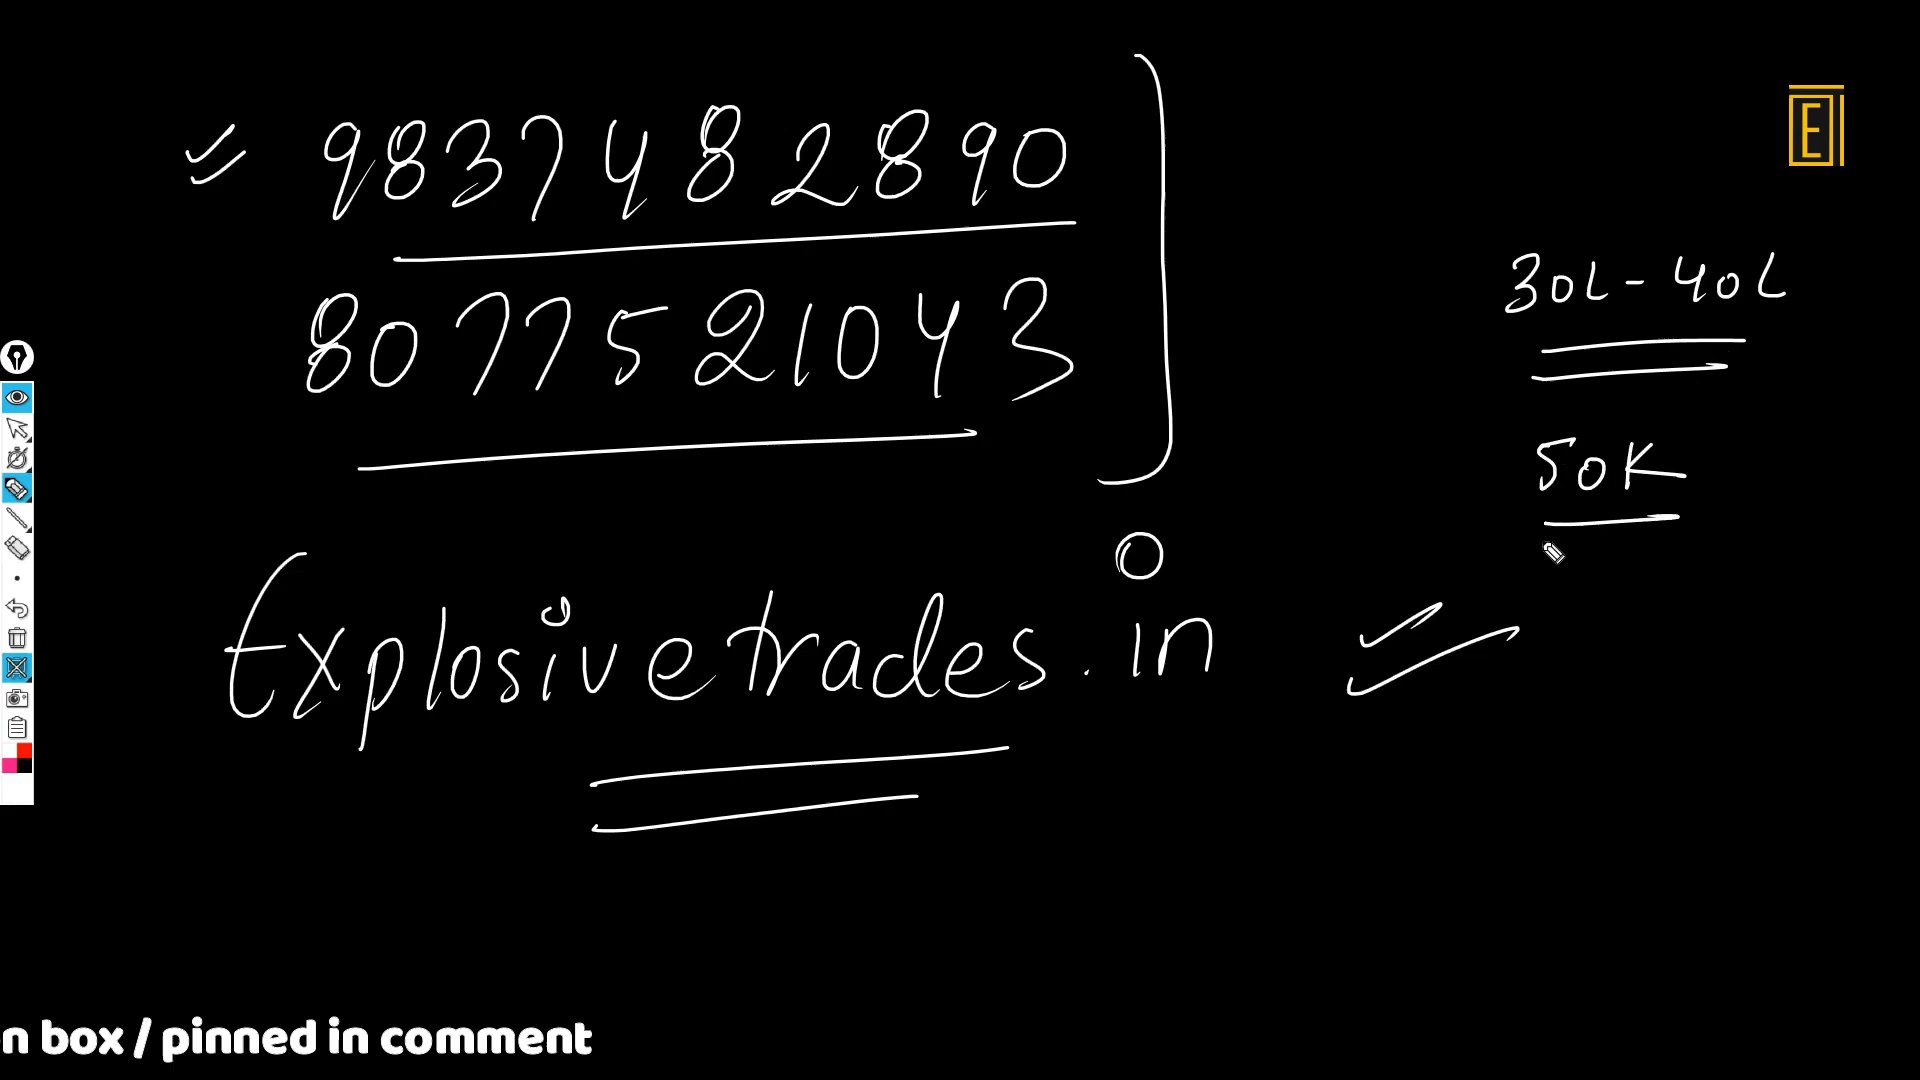 9837482890
8077521043
Explosivetrades.in
30L - 40L
50K
E
n box / pinned in comment